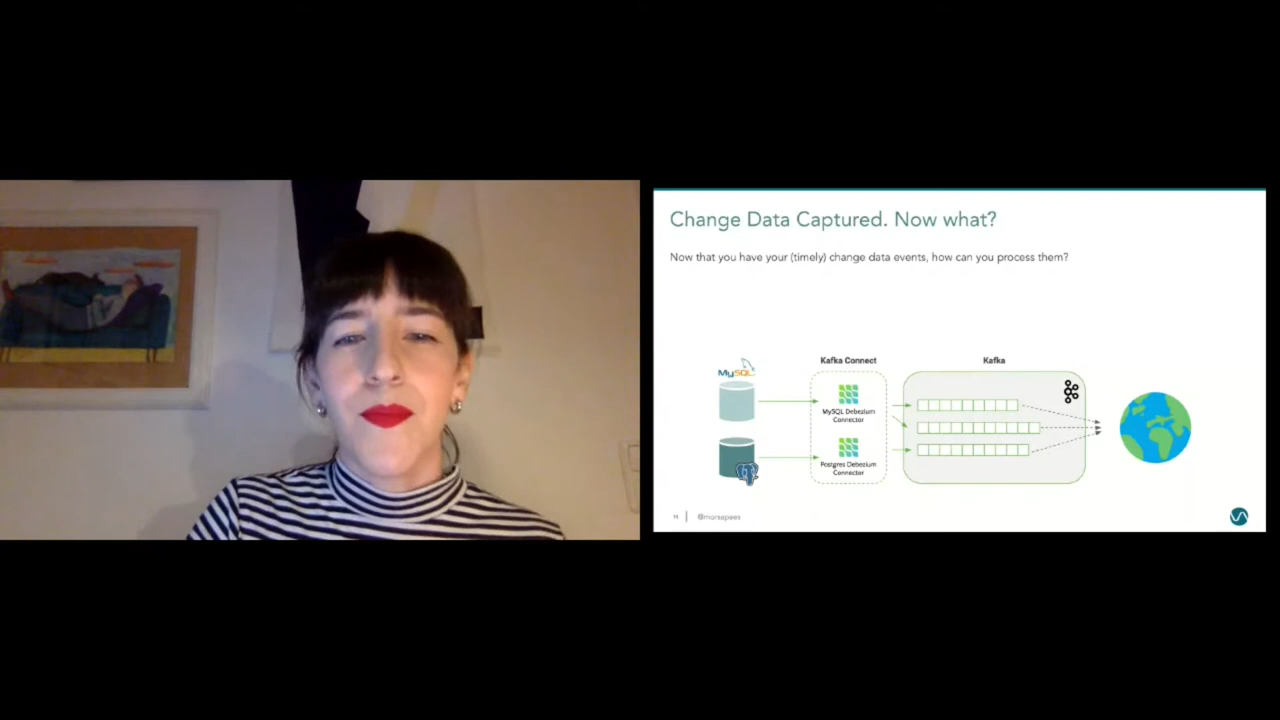 Change Data Captured. Now what?
Now that you have your (timely) change data events, how can you process them?
Kafka Connect
Kafka
MySQL
MySQL Debezium
Connector
Postgres Debezium
Connector
@morsapaes